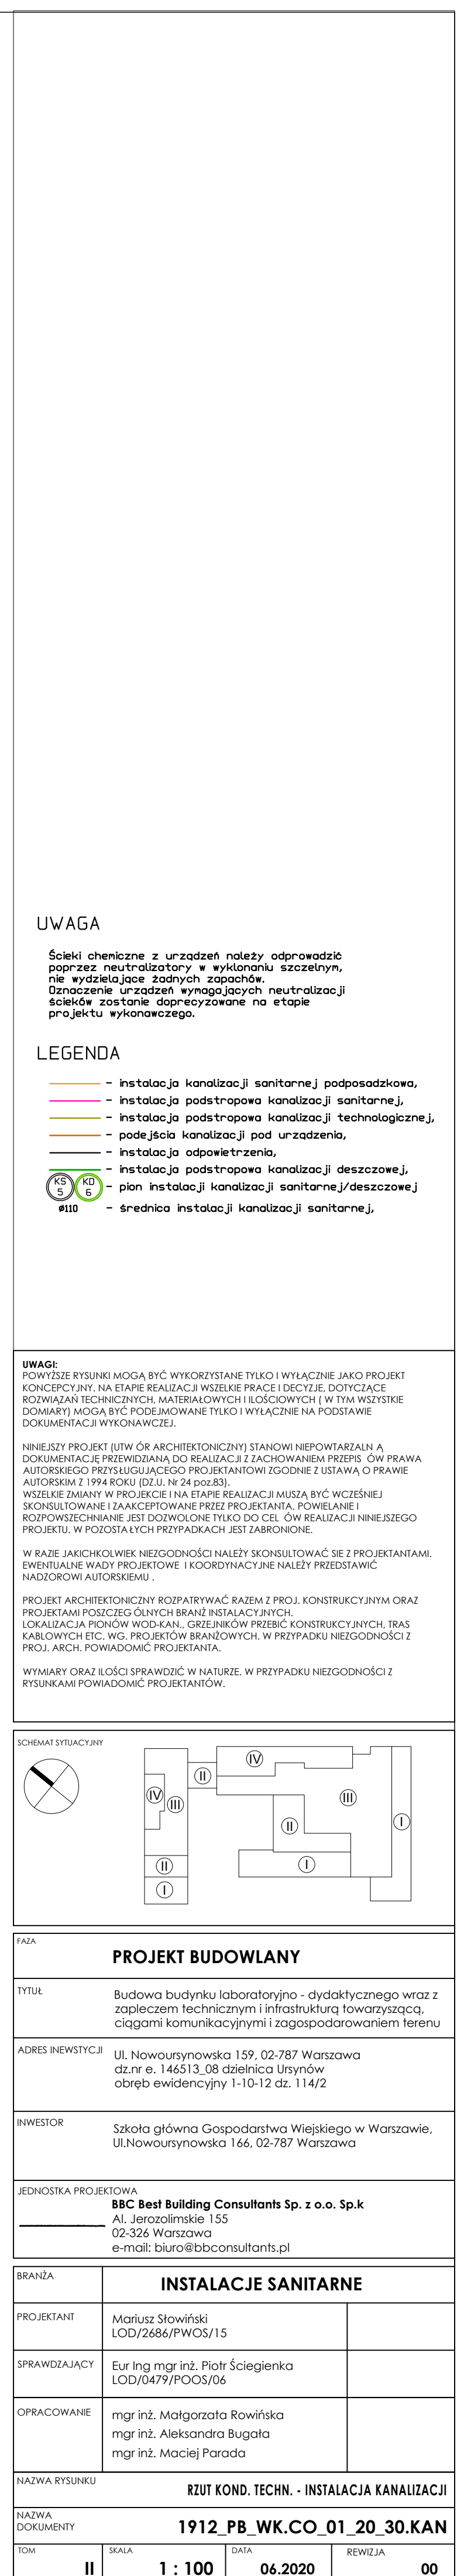 UWAGA
Ścieki chemiczne z urządzeń należy odprowadzić
poprzez neutralizatory w wyklonaniu szczelnym,
nie wydzielające żadnych zapachów.
Oznaczenie urządzeń wymagających neutralizacji
ścieków zostanie doprecyzowane na etapie
projektu wykonawczego.
LEGENDA
- instalacja kanalizacji sanitarnej podposadzkowa,
- instalacja podstropowa kanalizacji sanitarnej,
- instalacja podstropowa kanalizacji technologicznej,
- podejścia kanalizacji pod urządzenia,
- instalacja odpowietrzenia,
- instalacja podstropowa kanalizacji deszczowej,
KS 5 KD 6 - pion instalacji kanalizacji sanitarnej/deszczowej
ø110 - średnica instalacji kanalizacji sanitarnej,
UWAGI:
POWYŻSZE RYSUNKI MOGĄ BYĆ WYKORZYSTANE TYLKO I WYŁĄCZNIE JAKO PROJEKT
KONCEPCYJNY. NA ETAPIE REALIZACJI WSZELKIE PRACE I DECYZJE, DOTYCZĄCE
ROZWIĄZAŃ TECHNICZNYCH, MATERIAŁOWYCH I ILOŚCIOWYCH ( W TYM WSZYSTKIE
DOMIARY) MOGĄ BYĆ PODEJMOWANE TYLKO I WYŁĄCZNIE NA PODSTAWIE
DOKUMENTACJI WYKONAWCZEJ.
NINIEJSZY PROJEKT (UTW ÓR ARCHITEKTONICZNY) STANOWI NIEPOWTARZALN Ą
DOKUMENTACJĘ PRZEWIDZIANĄ DO REALIZACJI Z ZACHOWANIEM PRZEPIS ÓW PRAWA
AUTORSKIEGO PRZYSŁUGUJĄCEGO PROJEKTANTOWI ZGODNIE Z USTAWĄ O PRAWIE
AUTORSKIM Z 1994 ROKU (DZ.U. Nr 24 poz.83).
WSZELKIE ZMIANY W PROJEKCIE I NA ETAPIE REALIZACJI MUSZĄ BYĆ WCZEŚNIEJ
SKONSULTOWANE I ZAAKCEPTOWANE PRZEZ PROJEKTANTA. POWIELANIE I
ROZPOWSZECHNIANIE JEST DOZWOLONE TYLKO DO CEL ÓW REALIZACJI NINIEJSZEGO
PROJEKTU. W POZOSTAŁYCH PRZYPADKACH JEST ZABRONIONE.
W RAZIE JAKICHKOLWIEK NIEZGODNOŚCI NALEŻY SKONSULTOWAĆ SIE Z PROJEKTANTAMI.
EWENTUALNE WADY PROJEKTOWE I KOORDYNACYJNE NALEŻY PRZEDSTAWIĆ
NADZOROWI AUTORSKIEMU .
PROJEKT ARCHITEKTONICZNY ROZPATRYWAĆ RAZEM Z PROJ. KONSTRUKCYJNYM ORAZ
PROJEKTAMI POSZCZEG ÓLNYCH BRANŻ INSTALACYJNYCH.
LOKALIZACJA PIONÓW WOD-KAN., GRZEJNIKÓW PRZEBIĆ KONSTRUKCYJNYCH, TRAS
KABLOWYCH ETC. WG. PROJEKTÓW BRANŻOWYCH. W PRZYPADKU NIEZGODNOŚCI Z
PROJ. ARCH. POWIADOMIĆ PROJEKTANTA.
WYMIARY ORAZ ILOŚCI SPRAWDZIĆ W NATURZE. W PRZYPADKU NIEZGODNOŚCI Z
RYSUNKAMI POWIADOMIĆ PROJEKTANTÓW.
SCHEMAT SYTUACYJNY
IV
II
IV
III
III
II
I
II
I
I
FAZA
PROJEKT BUDOWLANY
TYTUŁ
Budowa budynku laboratoryjno - dydaktycznego wraz z
zapleczem technicznym i infrastrukturą towarzyszącą,
ciągami komunikacyjnymi i zagospodarowaniem terenu
ADRES INEWSTYCJI
Ul. Nowoursynowska 159, 02-787 Warszawa
dz.nr e. 146513_08 dzielnica Ursynów
obręb ewidencyjny 1-10-12 dz. 114/2
INWESTOR
Szkoła główna Gospodarstwa Wiejskiego w Warszawie,
Ul.Nowoursynowska 166, 02-787 Warszawa
JEDNOSTKA PROJEKTOWA
BBC Best Building Consultants Sp. z o.o. Sp.k
Al. Jerozolimskie 155
02-326 Warszawa
e-mail: biuro@bbconsultants.pl
BRANŻA
INSTALACJE SANITARNE
PROJEKTANT
Mariusz Słowiński
LOD/2686/PWOS/15
SPRAWDZAJĄCY
Eur Ing mgr inż. Piotr Ściegienka
LOD/0479/POOS/06
OPRACOWANIE
mgr inż. Małgorzata Rowińska
mgr inż. Aleksandra Bugała
mgr inż. Maciej Parada
NAZWA RYSUNKU
RZUT KOND. TECHN. - INSTALACJA KANALIZACJI
NAZWA
DOKUMENTY
1912_PB_WK.CO_01_20_30.KAN
TOM SKALA DATA REWIZJA
II 1 : 100 06.2020 00